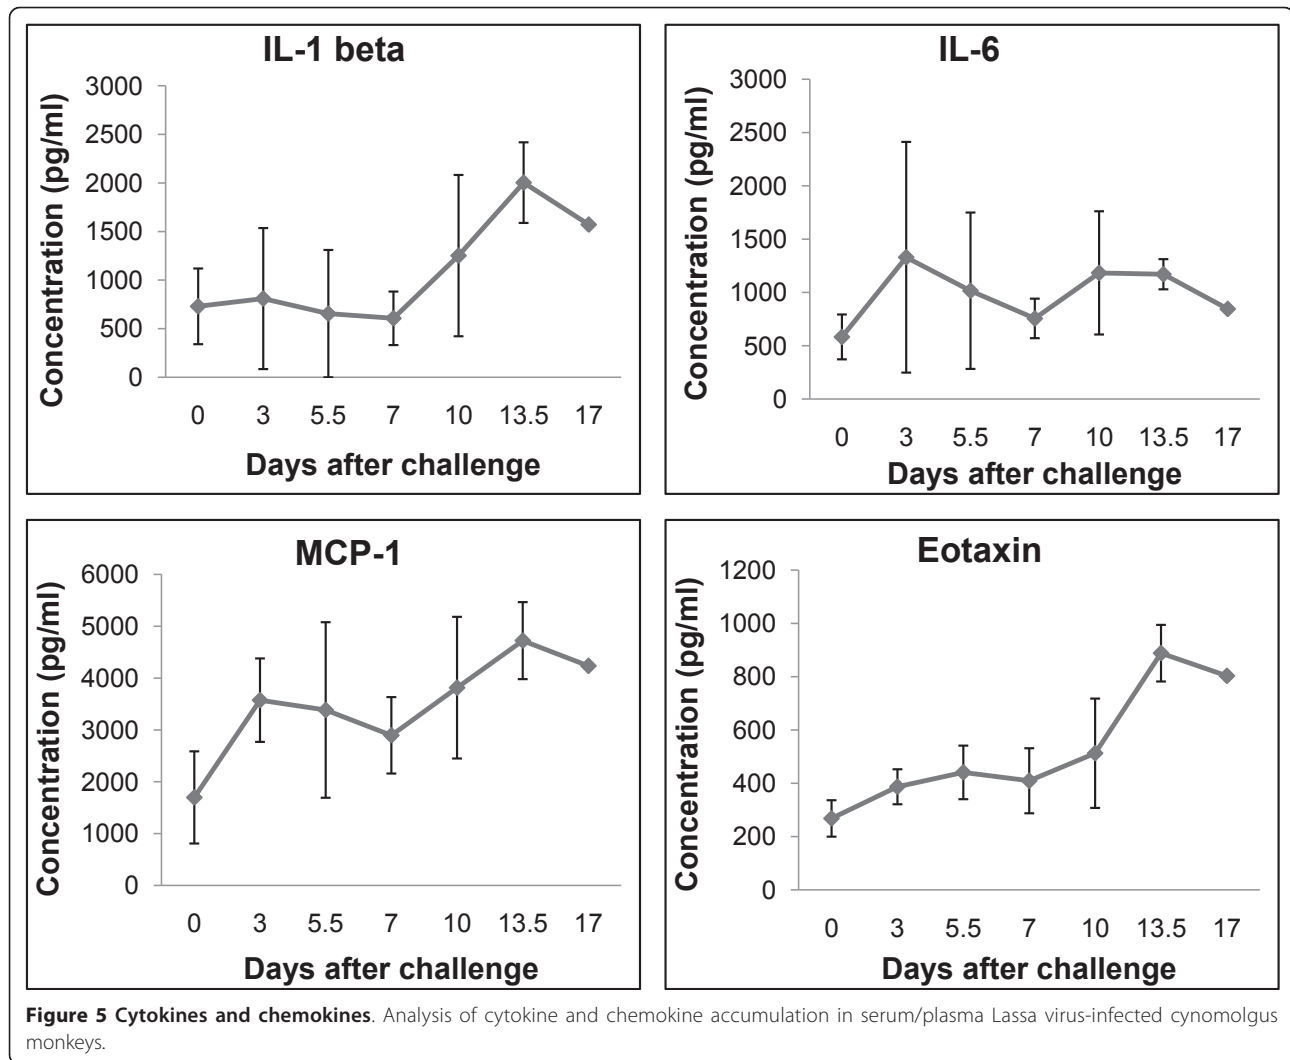 IL-1 beta
Concentration (pg/ml)
3000
2500
2000
1500
1000
500
0
0 3 5.5 7 10 13.5 17
Days after challenge
IL-6
Concentration (pg/ml)
3000
2500
2000
1500
1000
500
0
0 3 5.5 7 10 13.5 17
Days after challenge
MCP-1
Concentration (pg/ml)
6000
5000
4000
3000
2000
1000
0
0 3 5.5 7 10 13.5 17
Days after challenge
Eotaxin
Concentration (pg/ml)
1200
1000
800
600
400
200
0
0 3 5.5 7 10 13.5 17
Days after challenge
Figure 5 Cytokines and chemokines. Analysis of cytokine and chemokine accumulation in serum/plasma Lassa virus-infected cynomolgus
monkeys.